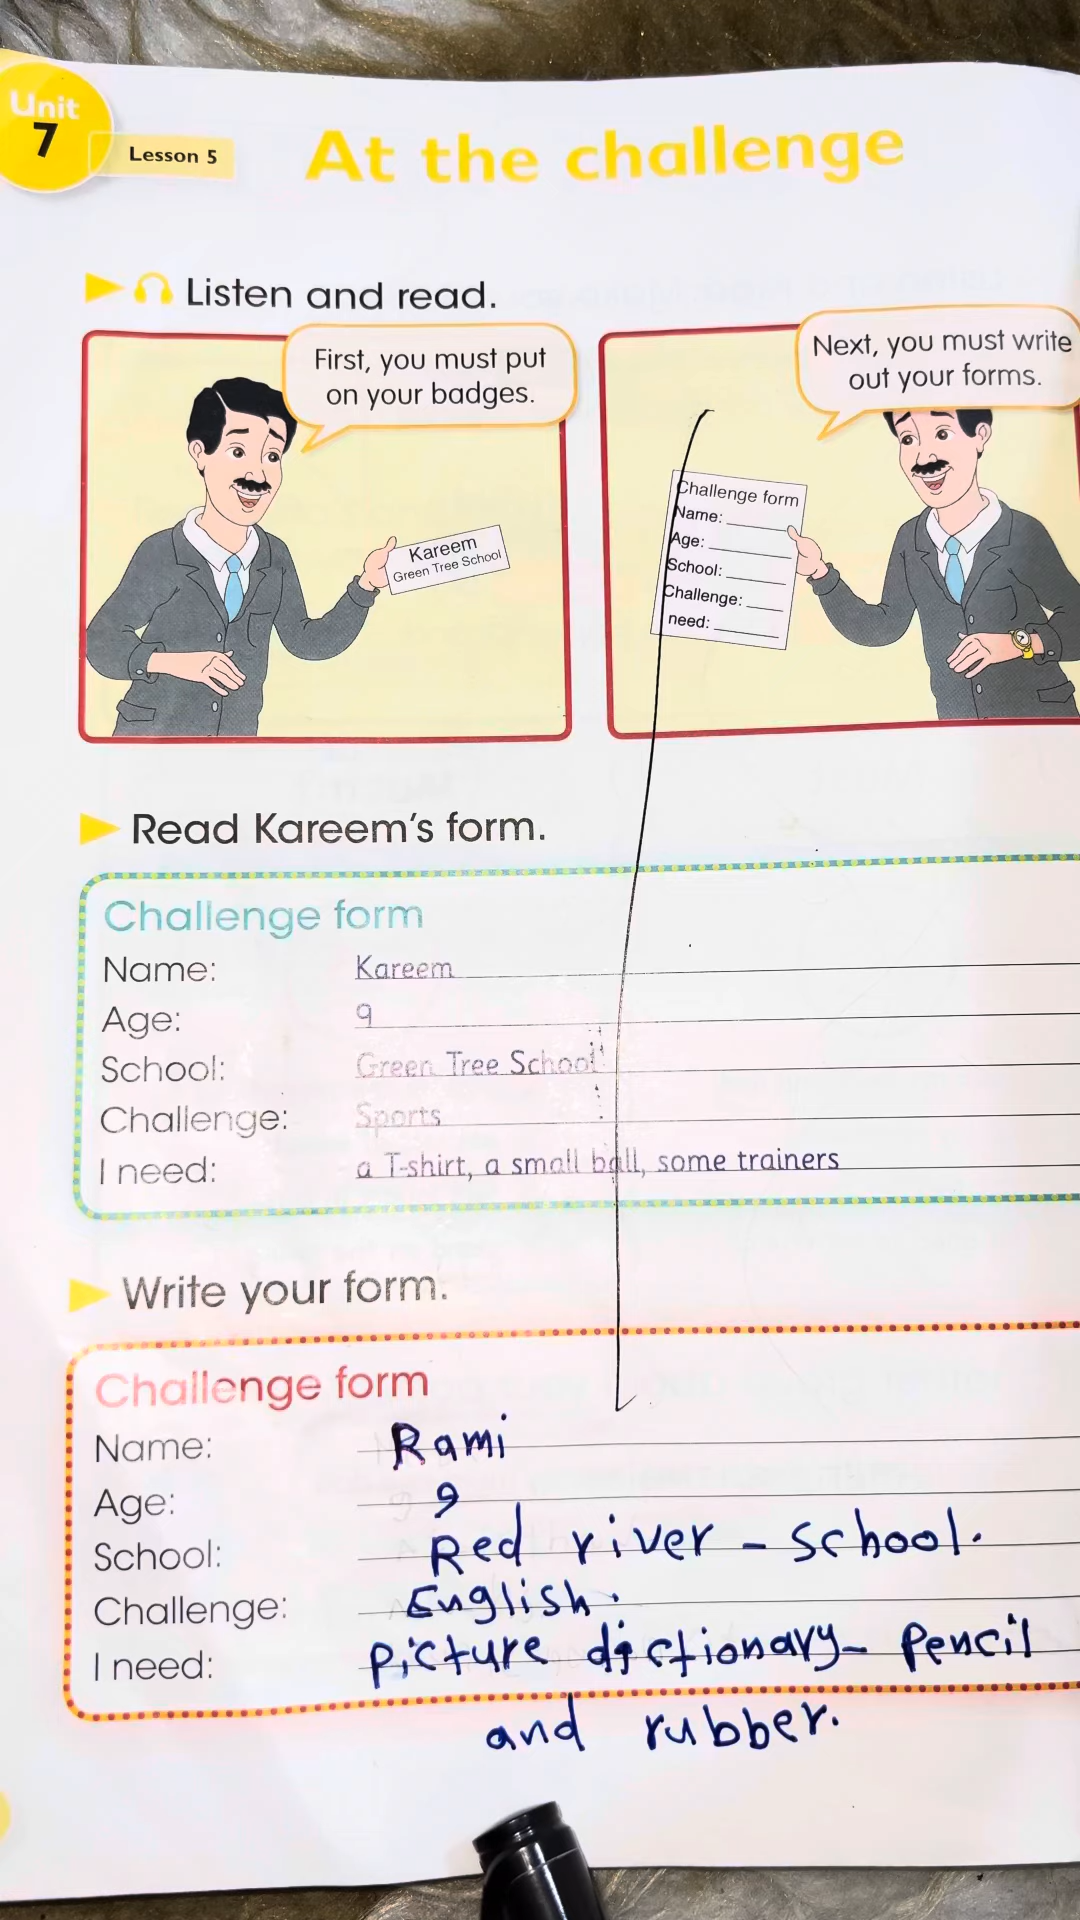 Unit
7
Lesson 5
At the challenge
Listen and read.
First, you must put
on your badges.
Kareem
Green Tree School
Next, you must write
out your forms.
Challenge form
Name:
Age:
School:
Challenge:
need:
Read Kareem's form.
Challenge form
Name: Kareem
Age: 9
School: Green Tree School
Challenge: Sports
I need: a T-shirt, a small ball, some trainers
Write your form.
Challenge form
Name: Rami
Age: 9
School: Red river - school.
Challenge: English.
I need: picture dictionary - Pencil
and rubber.